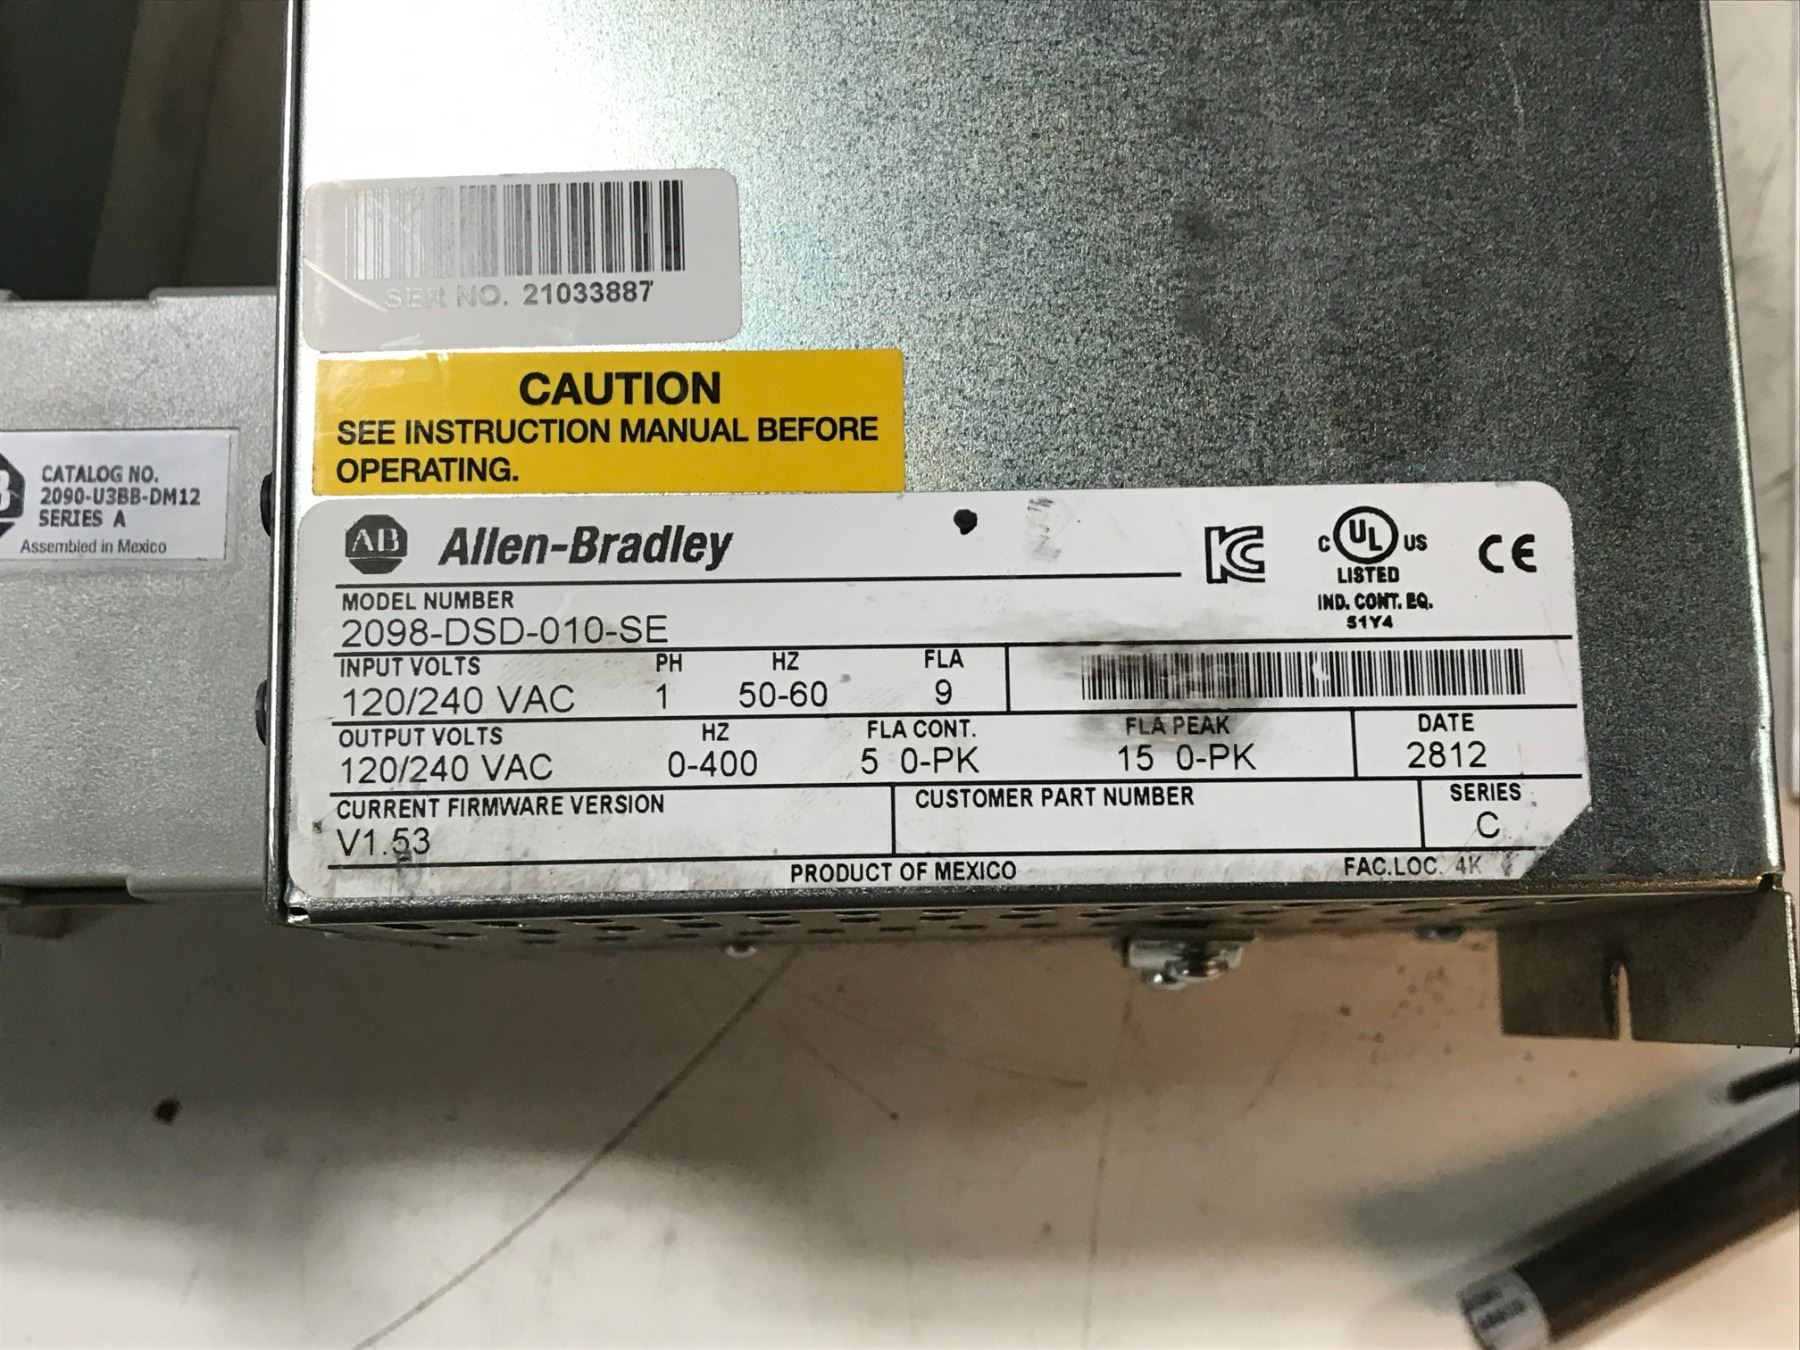 SER NO. 21033887
CAUTION
SEE INSTRUCTION MANUAL BEFORE
OPERATING.
CATALOG NO.
2090-U3BB-DM12
SERIES A
Assembled in Mexico
AB Allen-Bradley
C UL US
LISTED
IND. CONT. EQ.
51Y4
CE
MODEL NUMBER
2098-DSD-010-SE
INPUT VOLTS PH HZ FLA
120/240 VAC 1 50-60 9
OUTPUT VOLTS HZ FLA CONT. FLA PEAK DATE
120/240 VAC 0-400 5 0-PK 15 0-PK 2812
CURRENT FIRMWARE VERSION CUSTOMER PART NUMBER SERIES
V1.53 C
PRODUCT OF MEXICO FAC.LOC. 4K